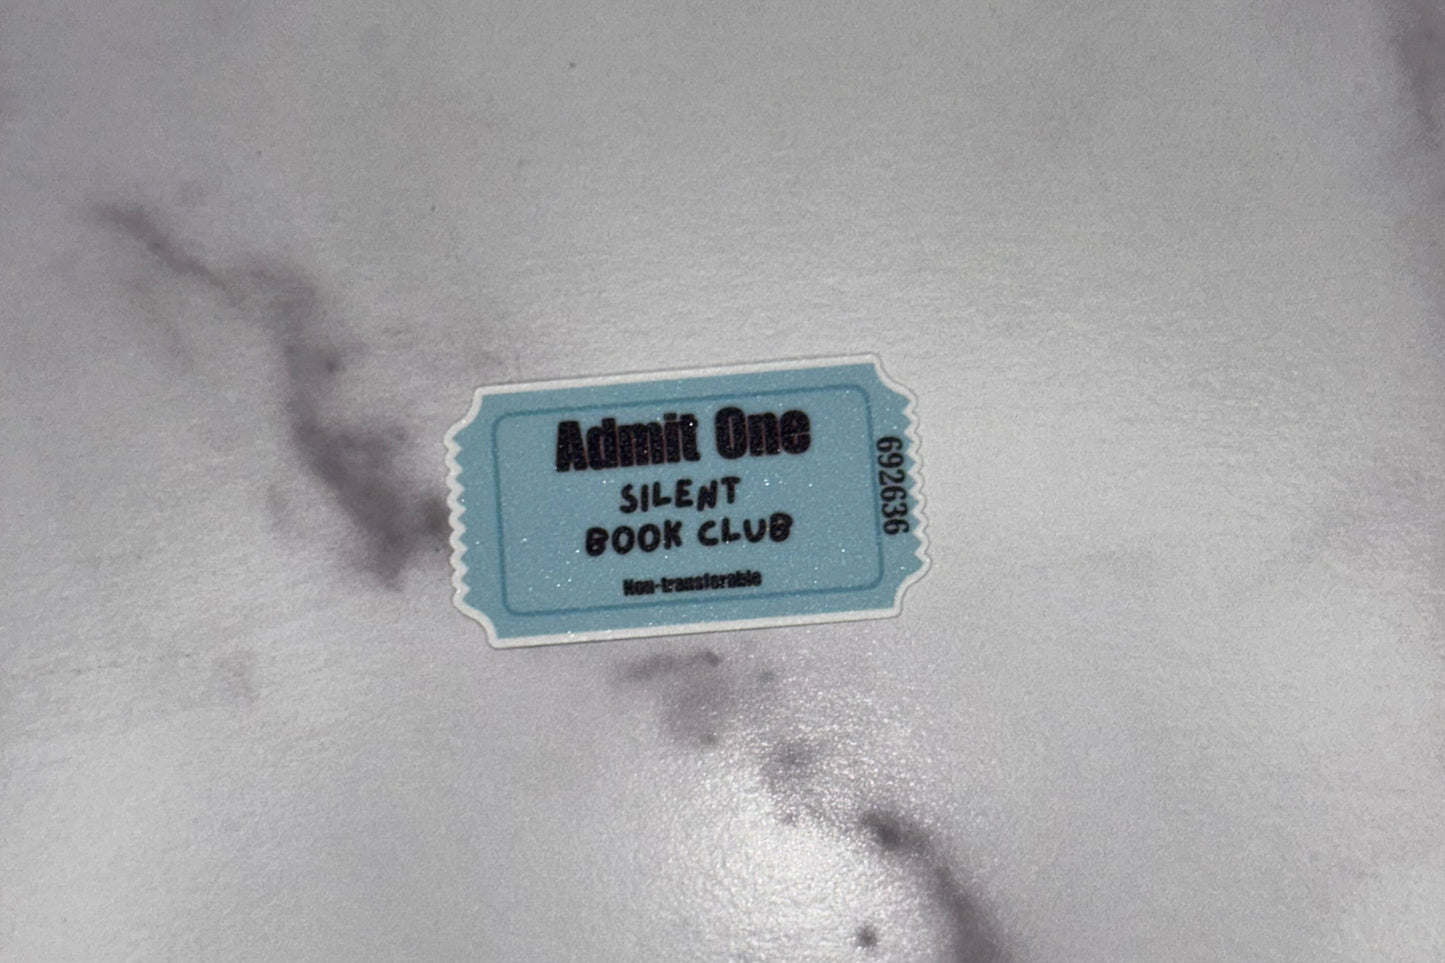 Admit One
SILENT
BOOK CLUB
Non-transferable
692636